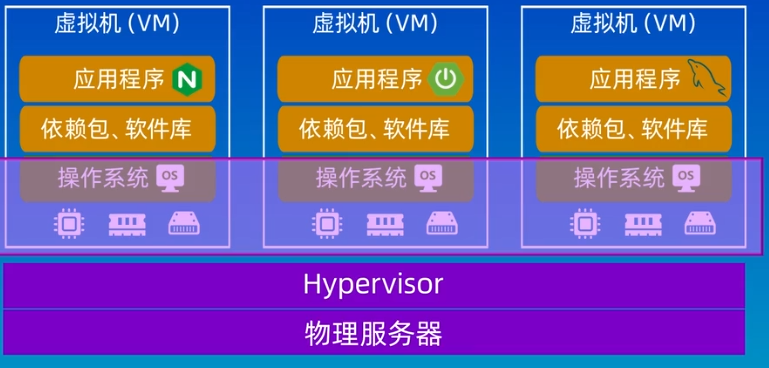 虚拟机（VM）
应用程序 N
依赖包、软件库
操作系统 OS
虚拟机（VM）
应用程序
依赖包、软件库
操作系统 OS
虚拟机（VM）
应用程序
依赖包、软件库
操作系统 OS
Hypervisor
物理服务器